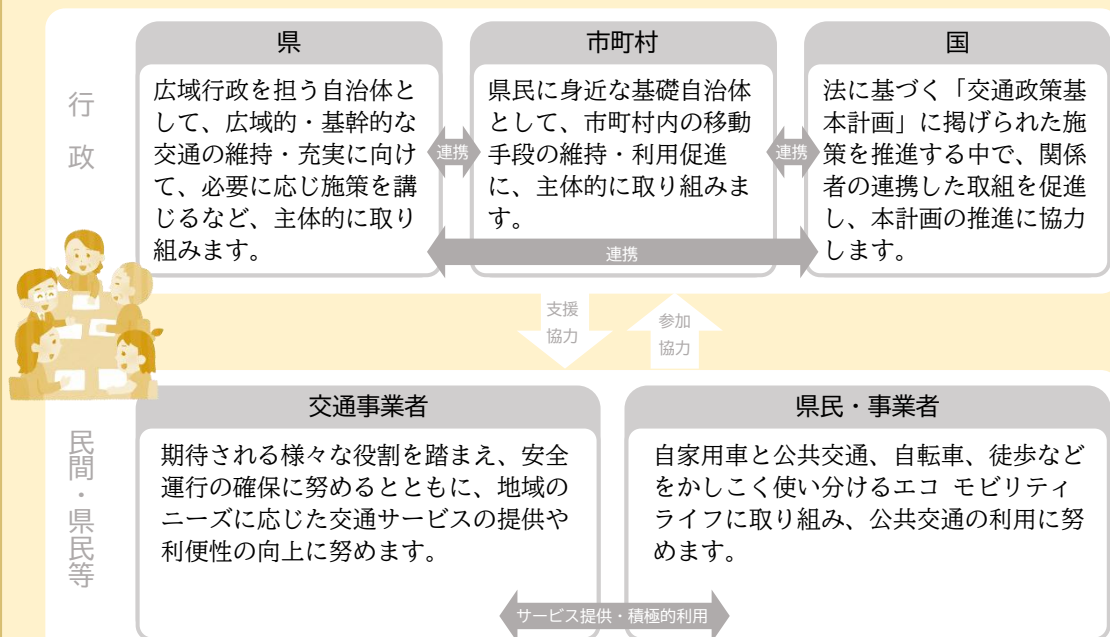 行政
県
広域行政を担う自治体と
して、広域的・基幹的な
交通の維持・充実に向け
て、必要に応じ施策を講
じるなど、主体的に取り
組みます。
連携
市町村
県民に身近な基礎自治体
として、市町村内の移動
手段の維持・利用促進
に、主体的に取り組みま
す。
連携
国
法に基づく「交通政策基
本計画」に掲げられた施
策を推進する中で、関係
者の連携した取組を促進
し、本計画の推進に協力
します。
連携
支援
協力
参加
協力
民間・県民等
交通事業者
期待される様々な役割を踏まえ、安全
運行の確保に努めるとともに、地域の
ニーズに応じた交通サービスの提供や
利便性の向上に努めます。
県民・事業者
自家用車と公共交通、自転車、徒歩など
をかしこく使い分けるエコ モビリティ
ライフに取り組み、公共交通の利用に努
めます。
サービス提供・積極的利用